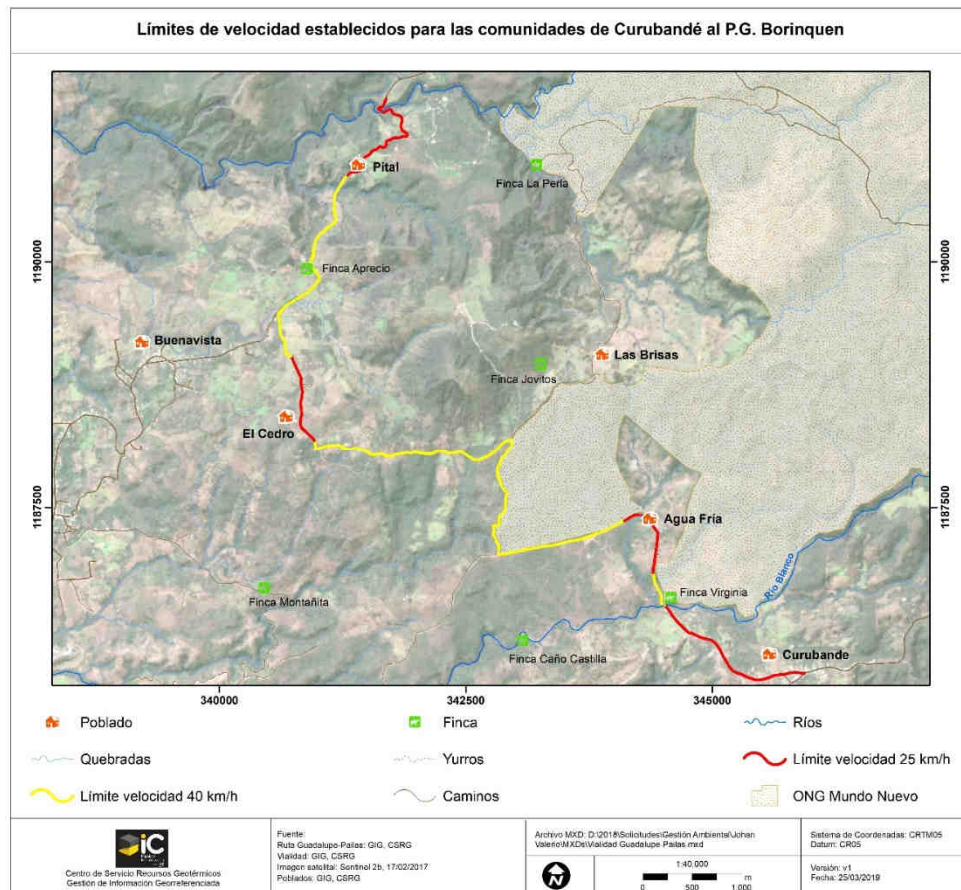 Límites de velocidad establecidos para las comunidades de Curubandé al P.G. Borinquen
Pital
Finca La Perla
1190000
1190000
Finca Aprecio
Buenavista
Las Brisas
Finca Jovitos
El Cedro
1187500
1187500
Agua Fría
Río Blanco
Finca Virginia
Finca Montañita
Finca Caño Castilla
Curubande
340000
342500
345000
Poblado
Finca
Ríos
Quebradas
Yurros
Límite velocidad 25 km/h
Límite velocidad 40 km/h
Caminos
ONG Mundo Nuevo
Centro de Servicio Recursos Geotérmicos
Gestión de Información Georreferenciada
Fuente:
Ruta Guadalupe-Pailas: GIG, CSRG
Vialidad: GIG, CSRG
Imagen satelital: Sentinel 2b, 17/02/2017
Poblados: GIG, CSRG
Archivo MXD: D:\2018\Solicitudes\Gestión Ambiental\Johan
Valerio\MXDs\Vialidad Guadalupe Pailas.mxd
N
1:40,000
m
0 500 1.000
Sistema de Coordenadas: CRTM05
Datum: CR05
Versión: v1
Fecha: 25/03/2019